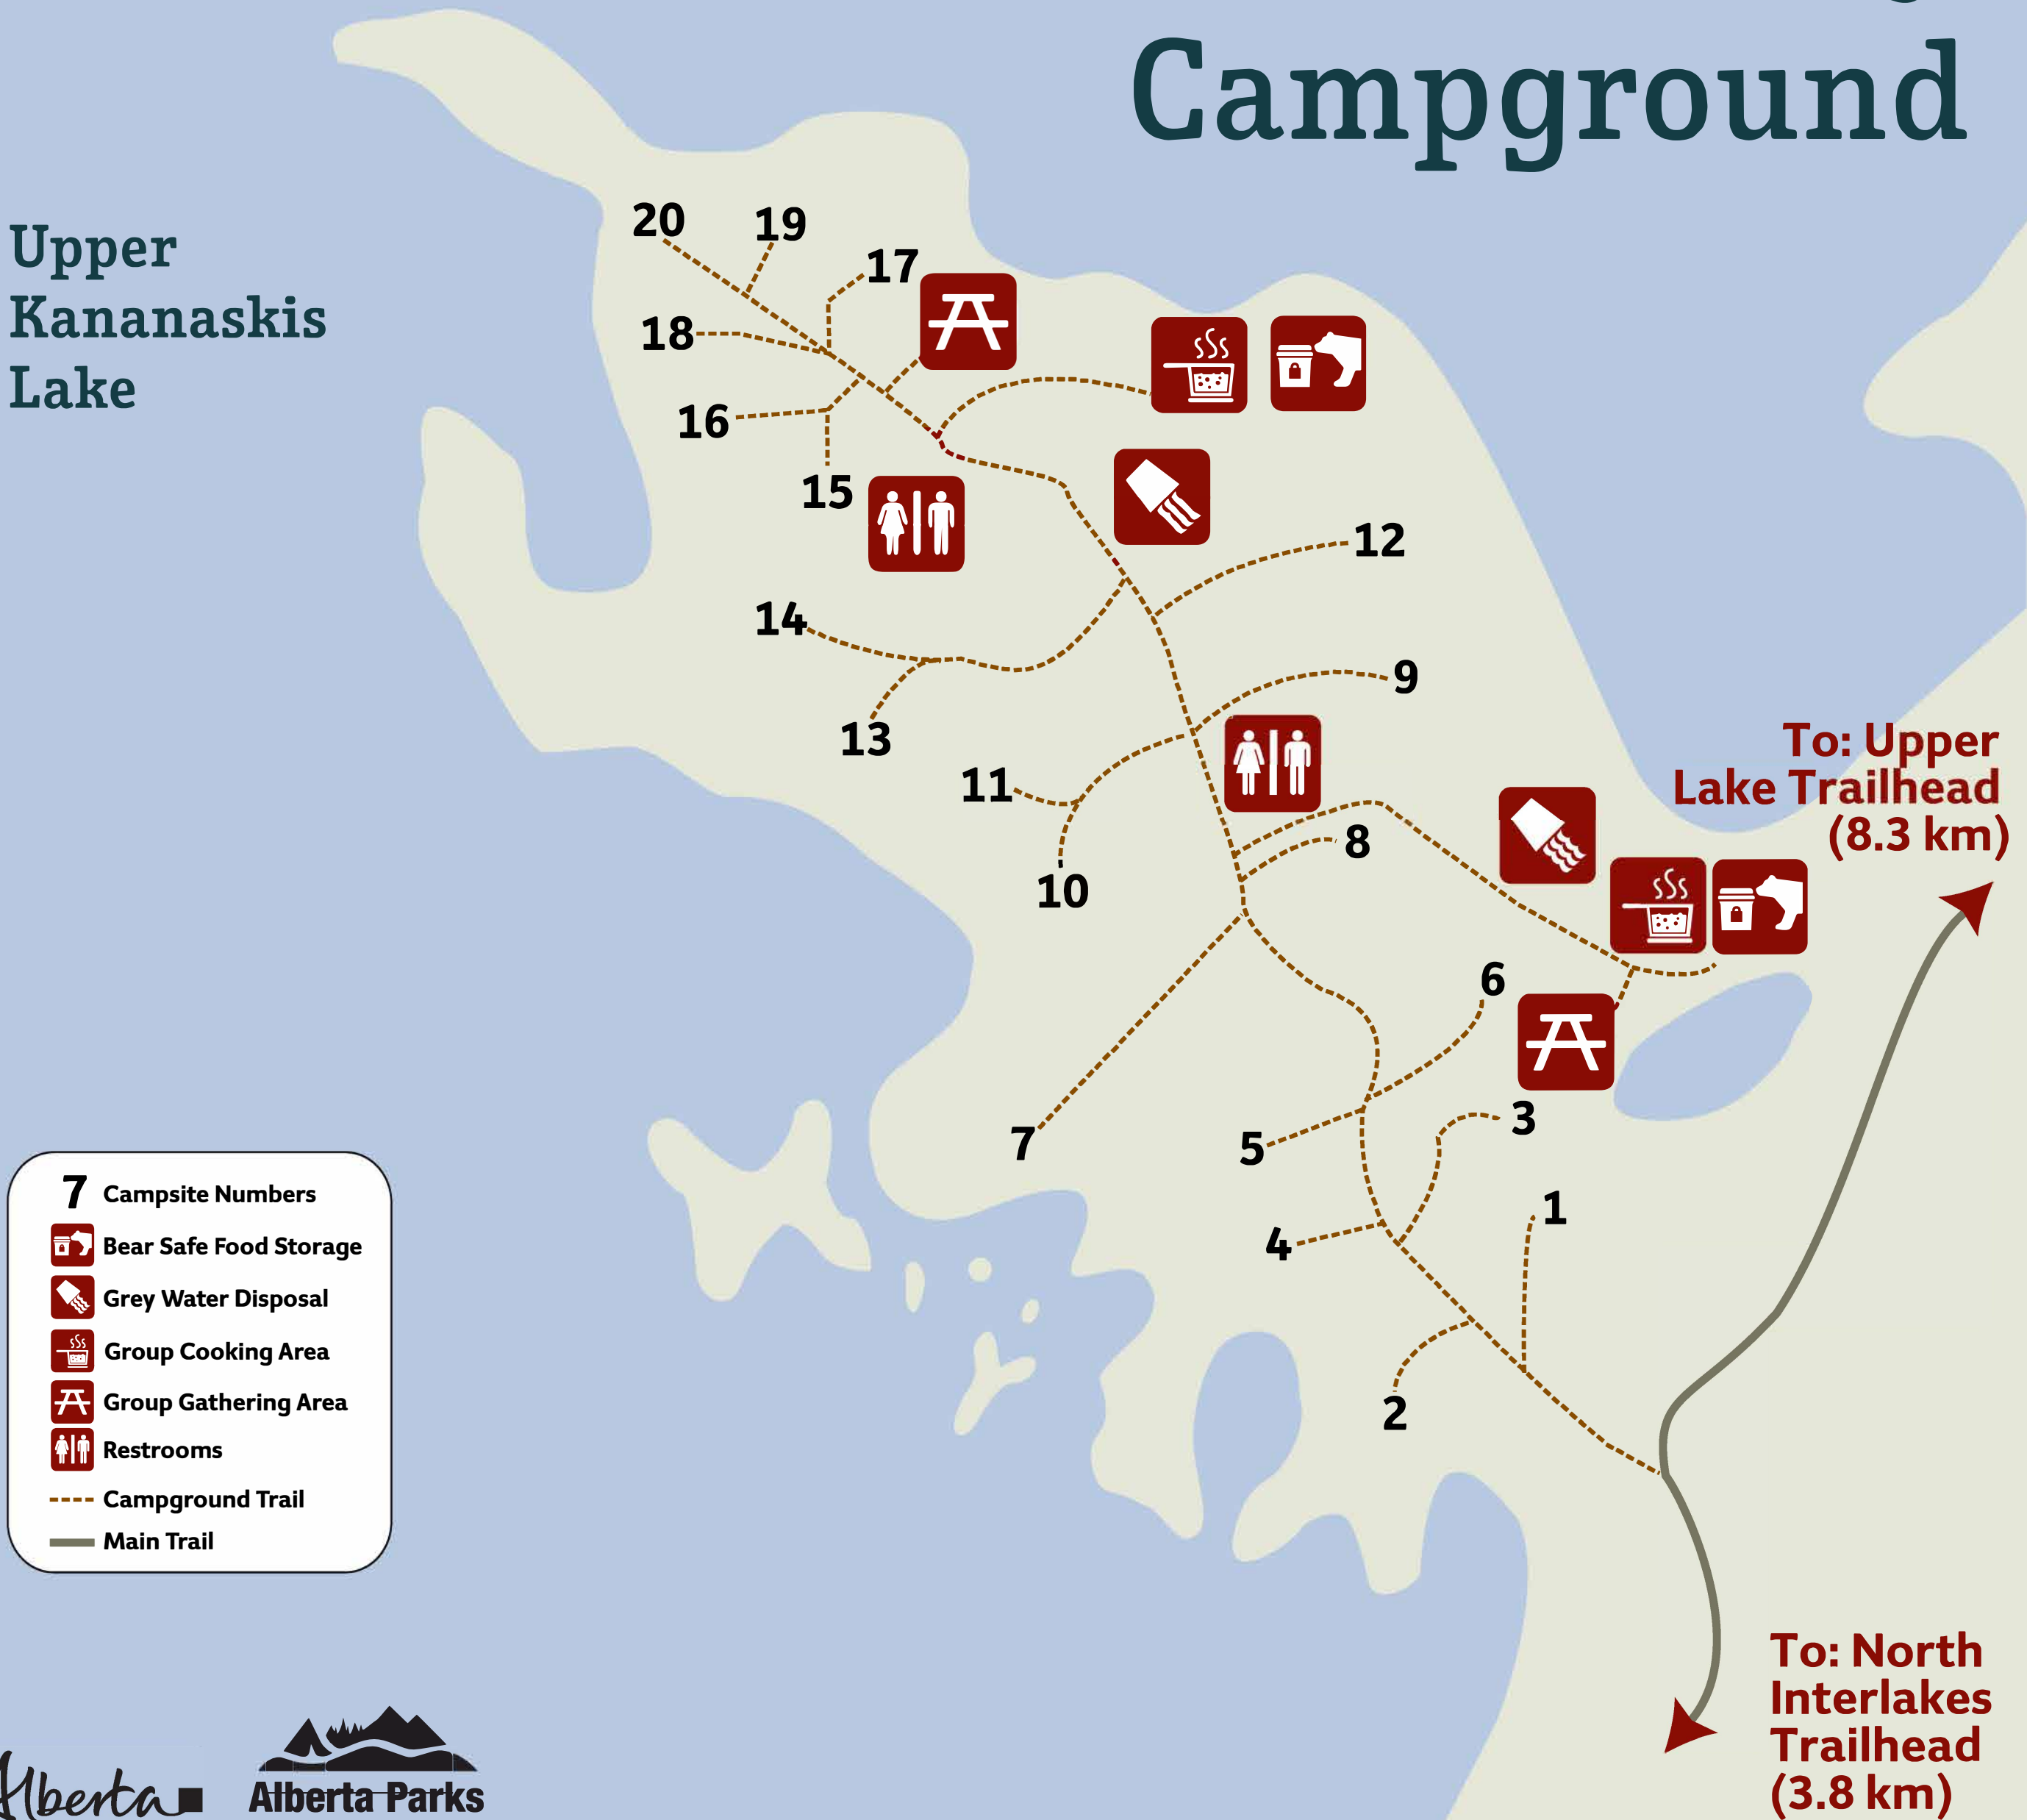 Campground
Upper
Kananaskis
Lake
20
19
17
18
16
15
12
14
9
13
11
8
10
6
7
5
3
4
1
2
To: Upper
Lake Trailhead
(8.3 km)
To: North
Interlakes
Trailhead
(3.8 km)
7 Campsite Numbers
Bear Safe Food Storage
Grey Water Disposal
Group Cooking Area
Group Gathering Area
Restrooms
Campground Trail
Main Trail
Alberta
Alberta Parks